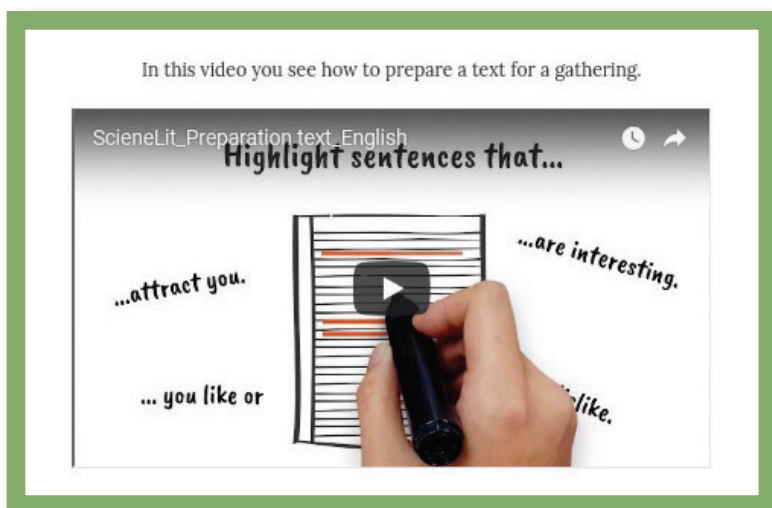 In this video you see how to prepare a text for a gathering.
ScieneLit_Preparation text_English
Highlight sentences that...
...are interesting.
...attract you.
... you like or